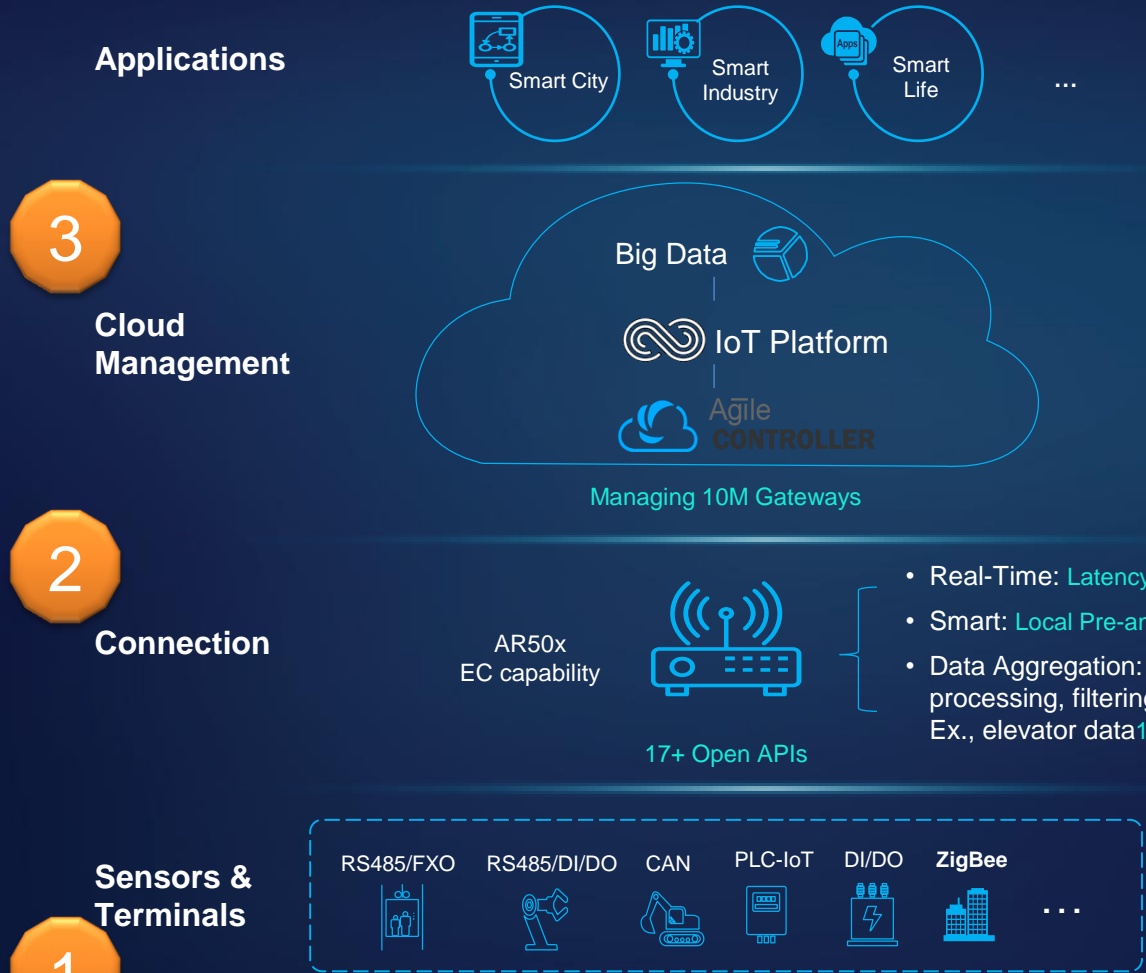 Applications
Smart City
Smart
Industry
Apps
Smart
Life
...
3
Cloud
Management
Big Data
IoT Platform
Agile
CONTROLLER
Managing 10M Gateways
2
Connection
AR50x
EC capability
17+ Open APIs
• Real-Time: Latency
• Smart: Local Pre-an
• Data Aggregation:
processing, filtering
Ex., elevator data1
Sensors &
Terminals
1
RS485/FXO
RS485/DI/DO
CAN
PLC-IoT
DI/DO
ZigBee
...